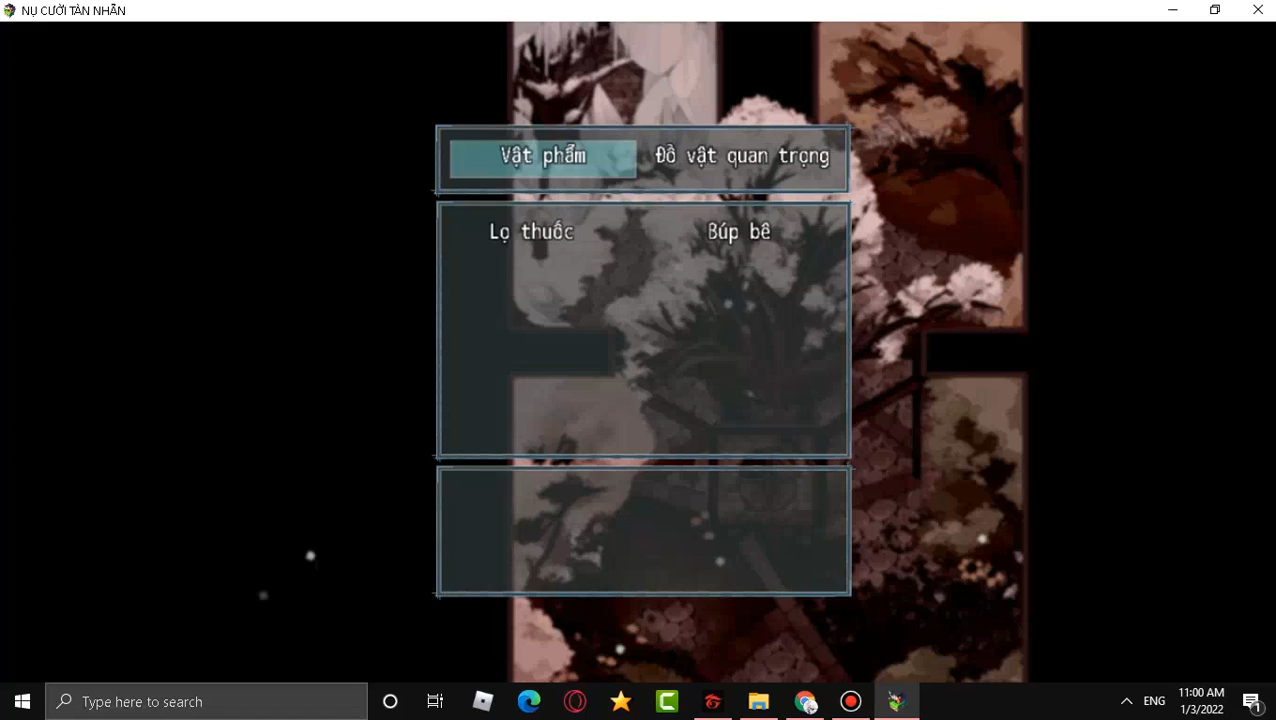 NỤ CƯỜI TÀN NHẪN
Vật phẩm Đồ vật quan trọng
Lọ thuốc Búp bê
Type here to search
ENG
11:00 AM
1/3/2022
1